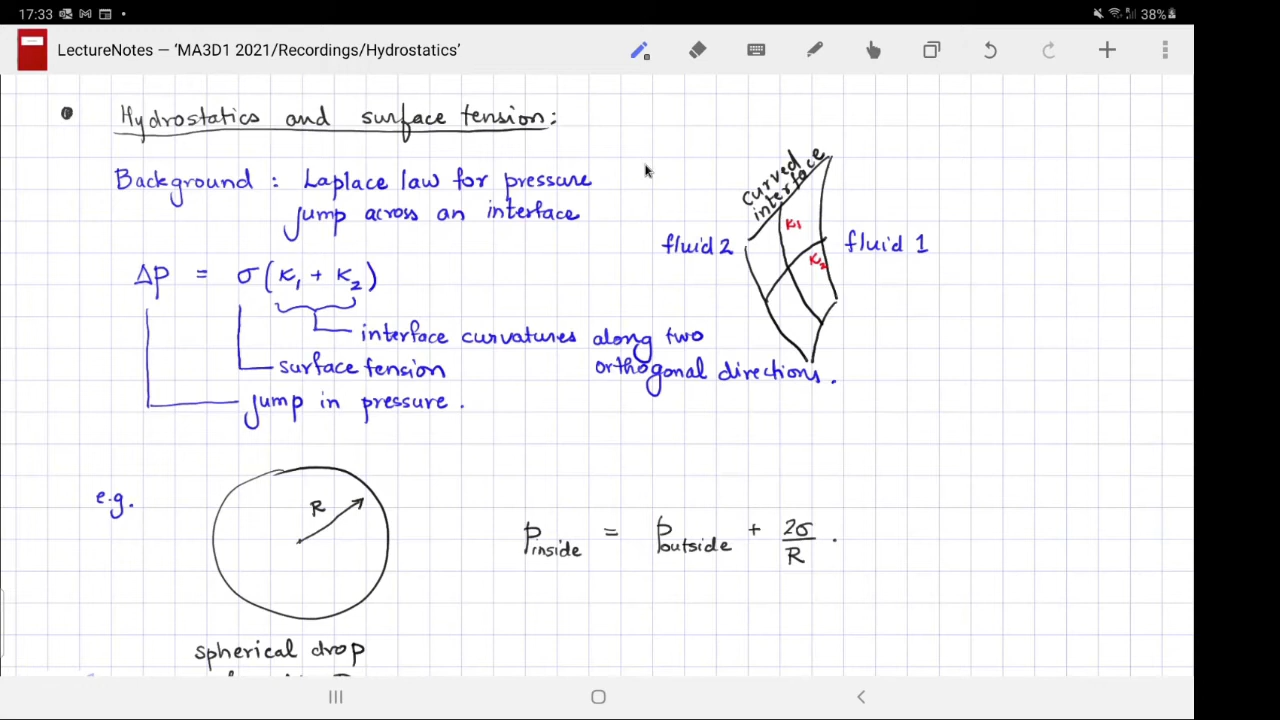 17:33
38%
LectureNotes — ‘MA3D1 2021/Recordings/Hydrostatics’
Hydrostatics and surface tension:
Background : Laplace law for pressure
jump across an interface
curved
interface
κ1
κ2
fluid 2
fluid 1
Δp = σ(κ1 + κ2)
interface curvatures along two
orthogonal directions.
surface tension
jump in pressure.
e.g.
R
Pinside = Poutside + 2σ/R.
spherical drop